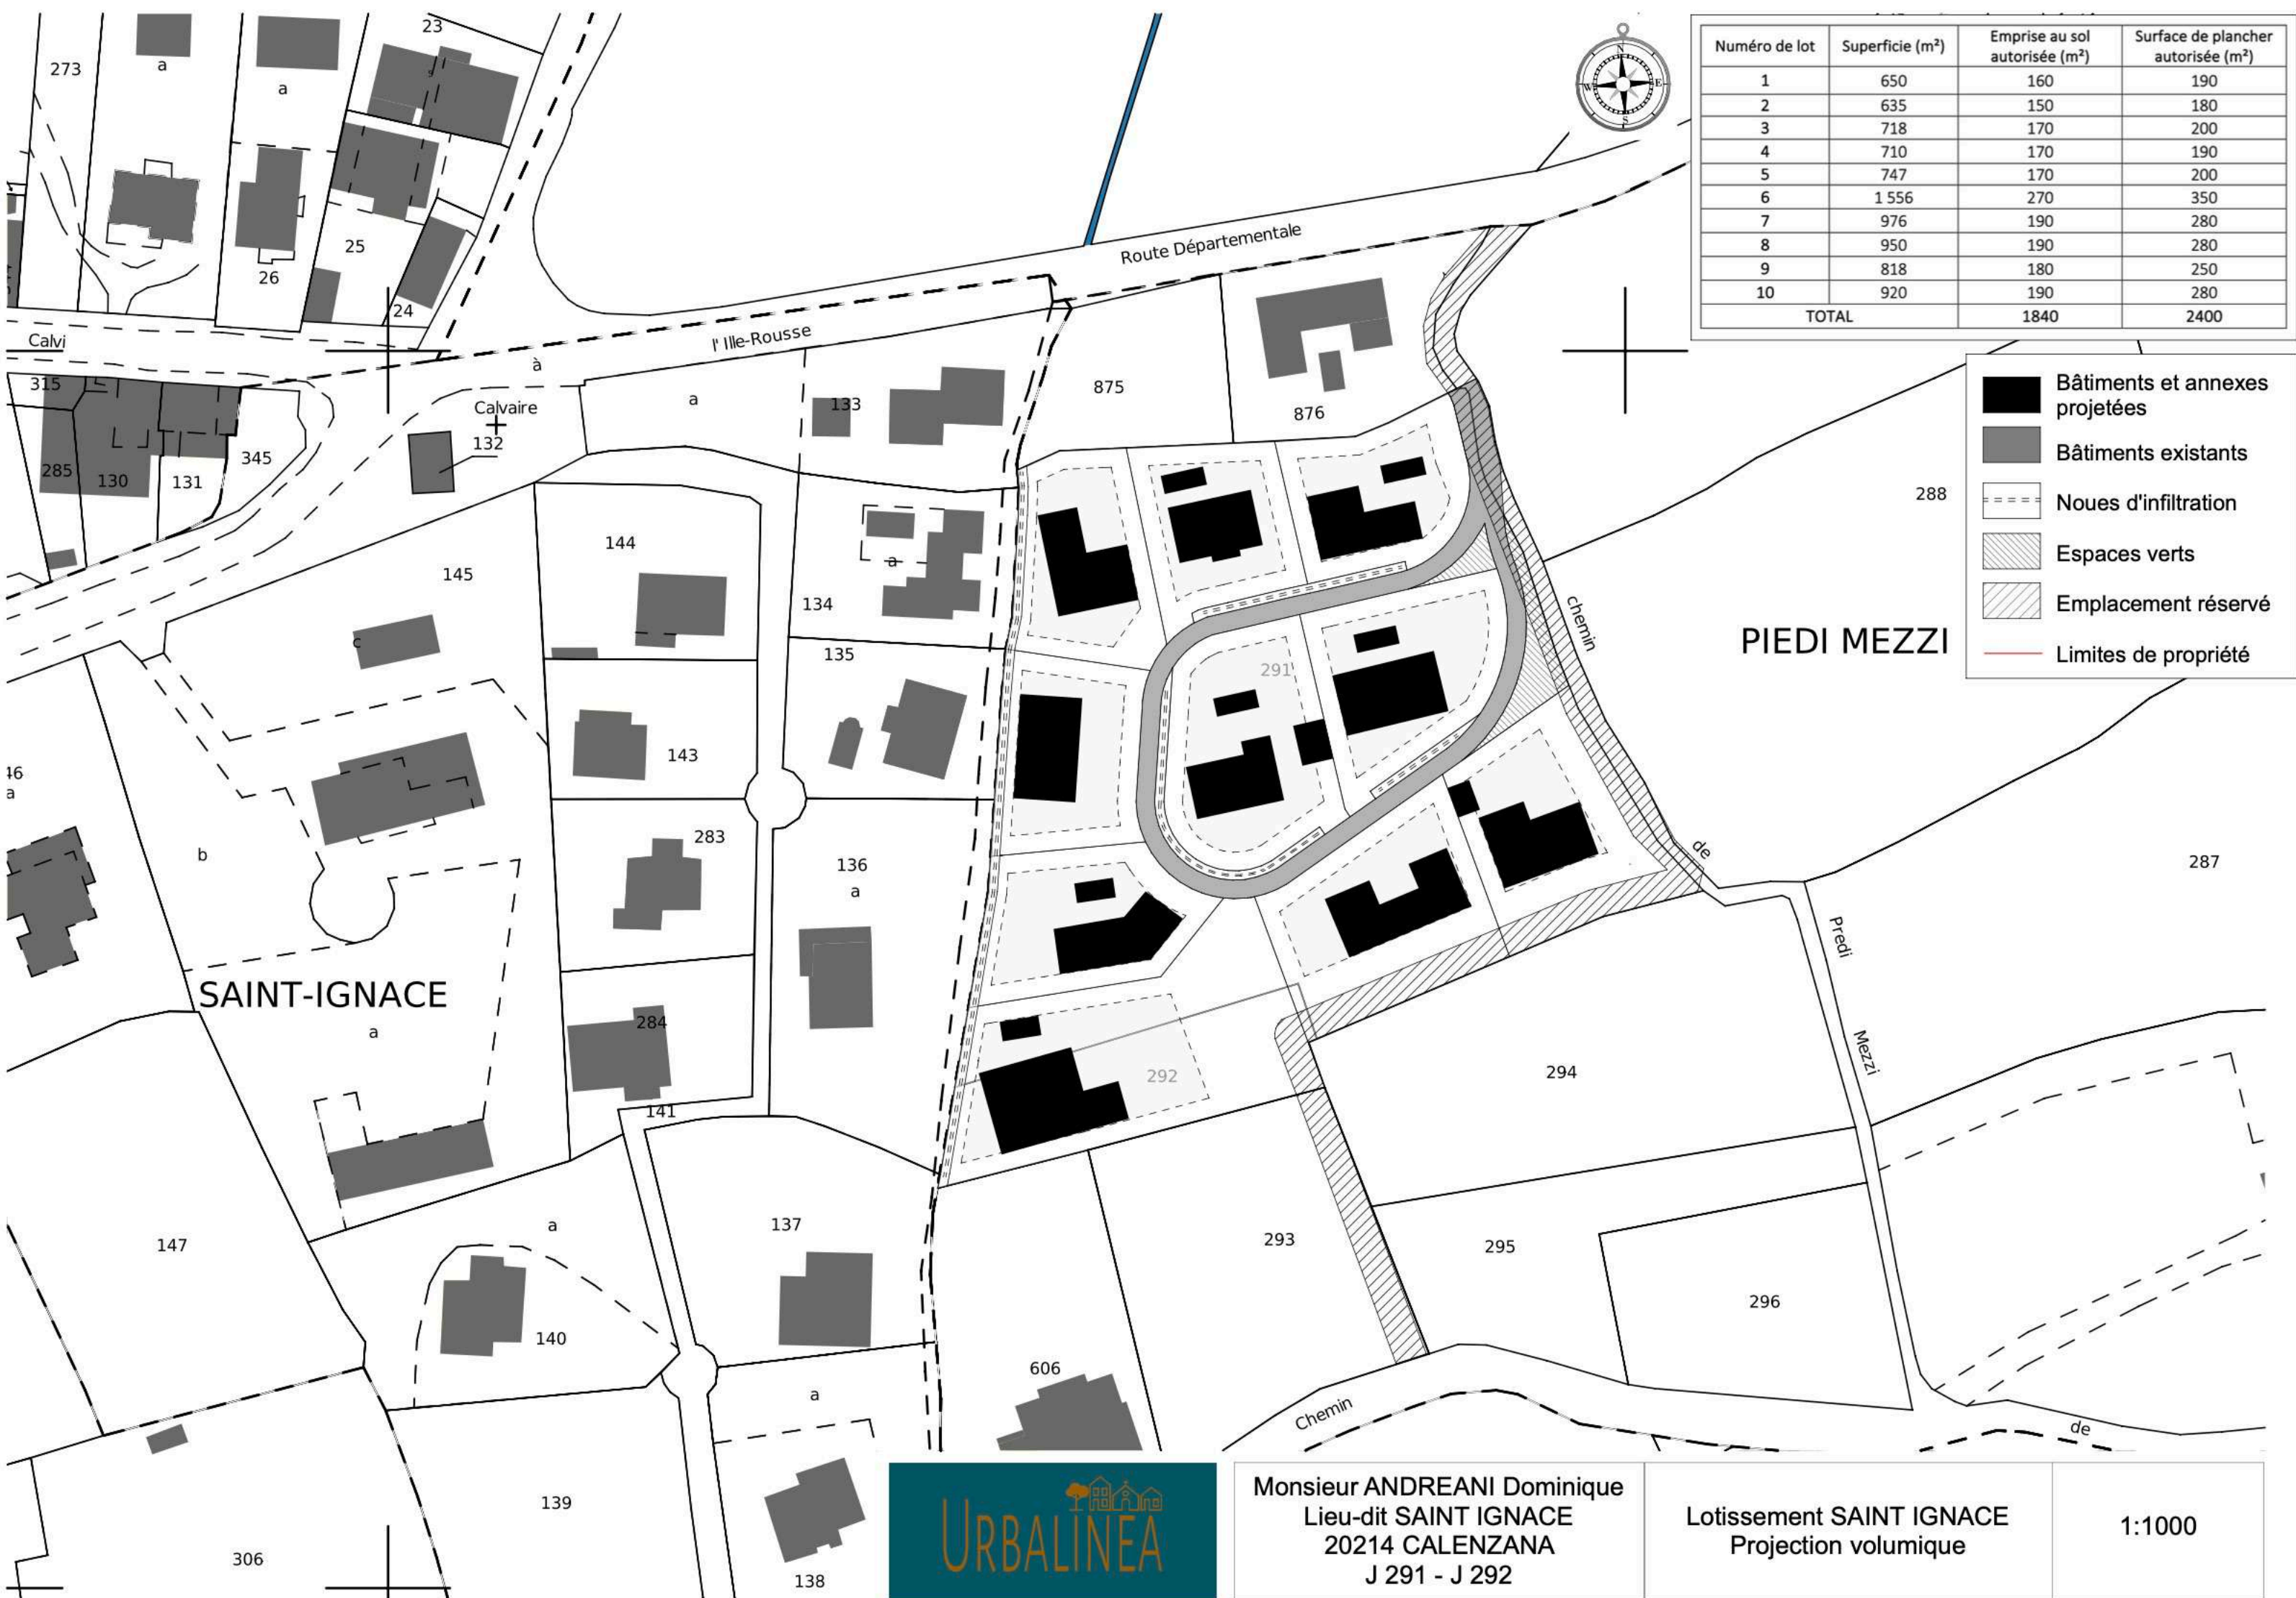 Numéro de lot	Superficie (m²)	Emprise au sol autorisée (m²)	Surface de plancher autorisée (m²)
1	650	160	190
2	635	150	180
3	718	170	200
4	710	170	190
5	747	170	200
6	1 556	270	350
7	976	190	280
8	950	190	280
9	818	180	250
10	920	190	280
TOTAL	1840	2400
N
E
S
W
Bâtiments et annexes
projetées
Bâtiments existants
Noues d'infiltration
Espaces verts
Emplacement réservé
Limites de propriété
23
273
a
a
25
26
24
Calvi
à
l' Ille-Rousse
Route Départementale
315
285
130
131
345
Calvaire
132
a
133
875
876
288
145
144
a
134
135
c
143
291
chemin
PIEDI MEZZI
46
a
b
283
136
a
de
287
SAINT-IGNACE
a
284
141
292
294
Predi
Mezzi
147
a
137
293
295
296
140
606
a
Chemin
de
139
138
306
URBALINEA
Monsieur ANDREANI Dominique
Lieu-dit SAINT IGNACE
20214 CALENZANA
J 291 - J 292
Lotissement SAINT IGNACE
Projection volumique
1:1000